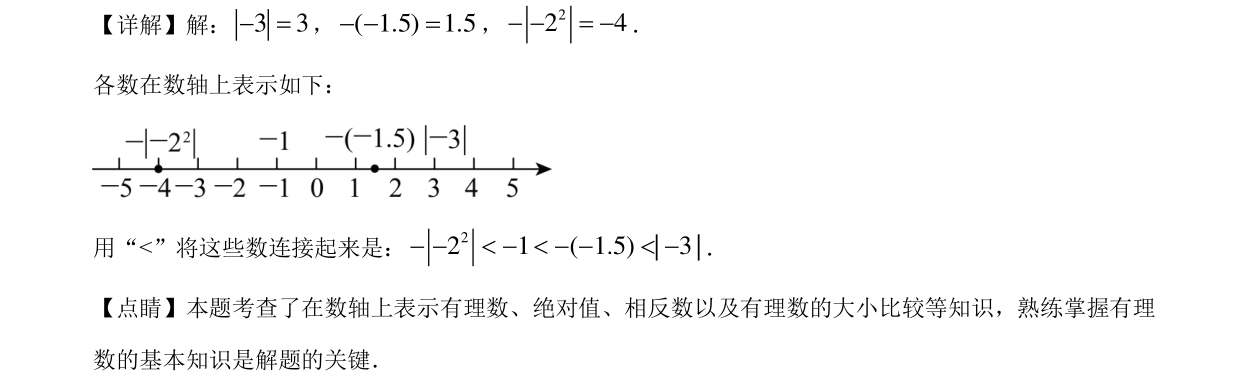 【详解】解：|−3|=3，−(−1.5)=1.5，−|−2²|=−4．
各数在数轴上表示如下：
−|−2²| −1 −(−1.5) |−3|
−5 −4 −3 −2 −1 0 1 2 3 4 5
用“<”将这些数连接起来是：−|−2²|<−1<−(−1.5)<|−3|．
【点睛】本题考查了在数轴上表示有理数、绝对值、相反数以及有理数的大小比较等知识，熟练掌握有理
数的基本知识是解题的关键．